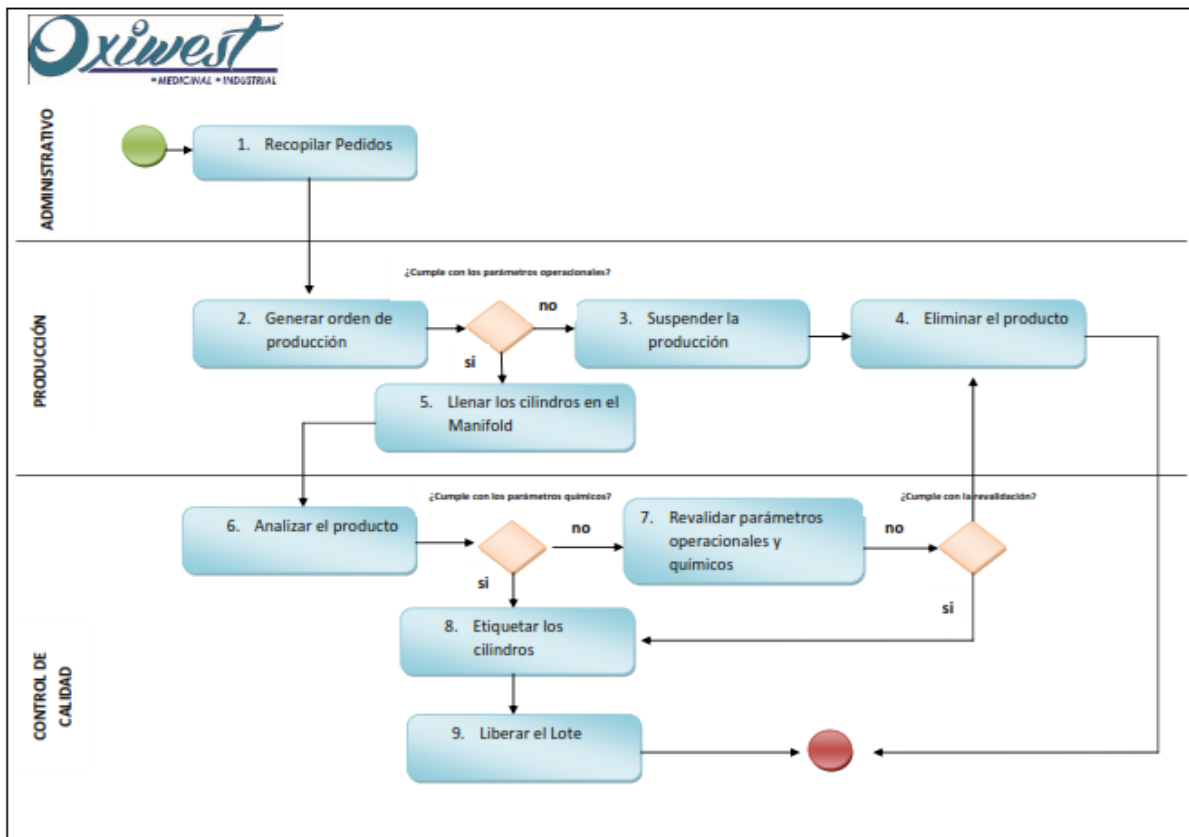 Oxiwest
•MEDICINAL •INDUSTRIAL
ADMINISTRATIVO
1. Recopilar Pedidos
PRODUCCIÓN
¿Cumple con los parámetros operacionales?
2. Generar orden de
producción
no
3. Suspender la
producción
4. Eliminar el producto
si
5. Llenar los cilindros en el
Manifold
CONTROL DE
CALIDAD
¿Cumple con los parámetros químicos?
¿Cumple con la revalidación?
6. Analizar el producto
no
7. Revalidar parámetros
operacionales y
químicos
no
si
si
8. Etiquetar los
cilindros
9. Liberar el Lote